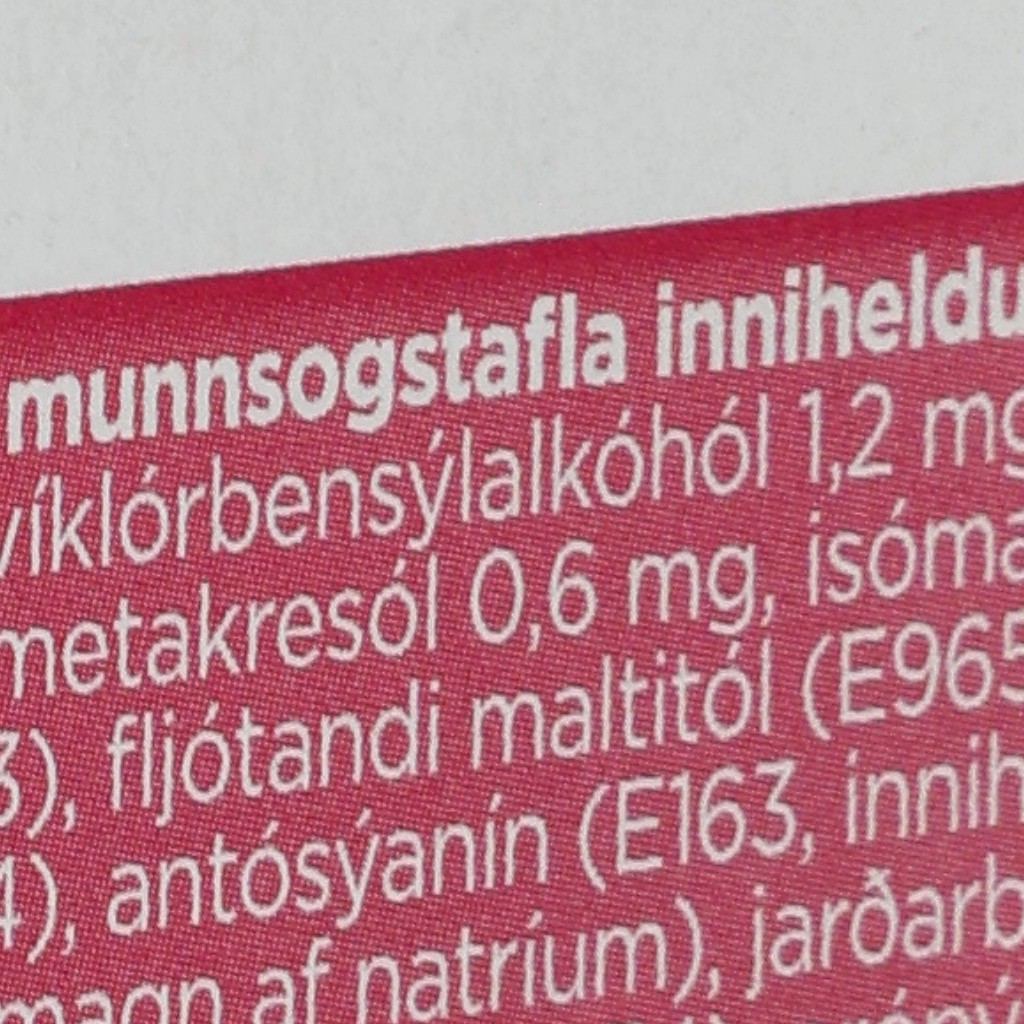 munnsogstafla inniheldu
víklórbensýlalkóhól 1,2 mg
metakresól 0,6 mg, ísóma
3), fljótandi maltitól (E965
4), antósýanín (E163, innih
magn af natríum), jarðarb